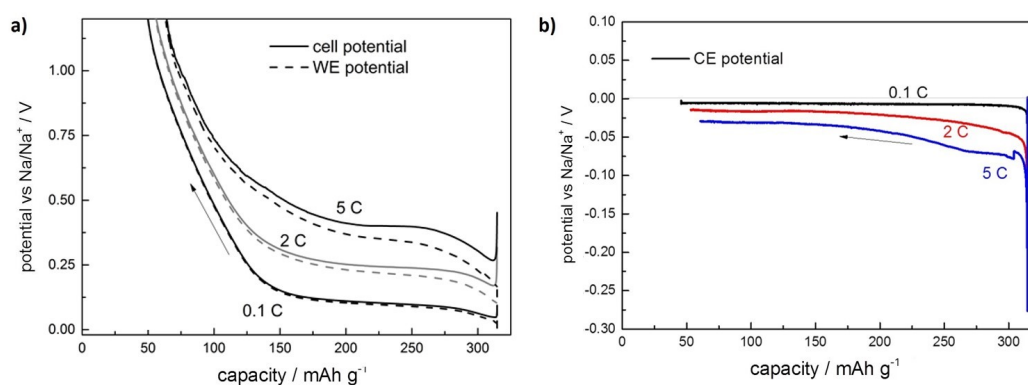 a)
cell potential
WE potential
potential vs Na/Na⁺ / V
1.00
0.75
0.50
0.25
0.00
5 C
2 C
0.1 C
0 50 100 150 200 250 300
capacity / mAh g⁻¹
b)
CE potential
potential vs Na/Na⁺ / V
0.10
0.05
0.00
-0.05
-0.10
-0.15
-0.20
-0.25
-0.30
0.1 C
2 C
5 C
0 50 100 150 200 250 300
capacity / mAh g⁻¹